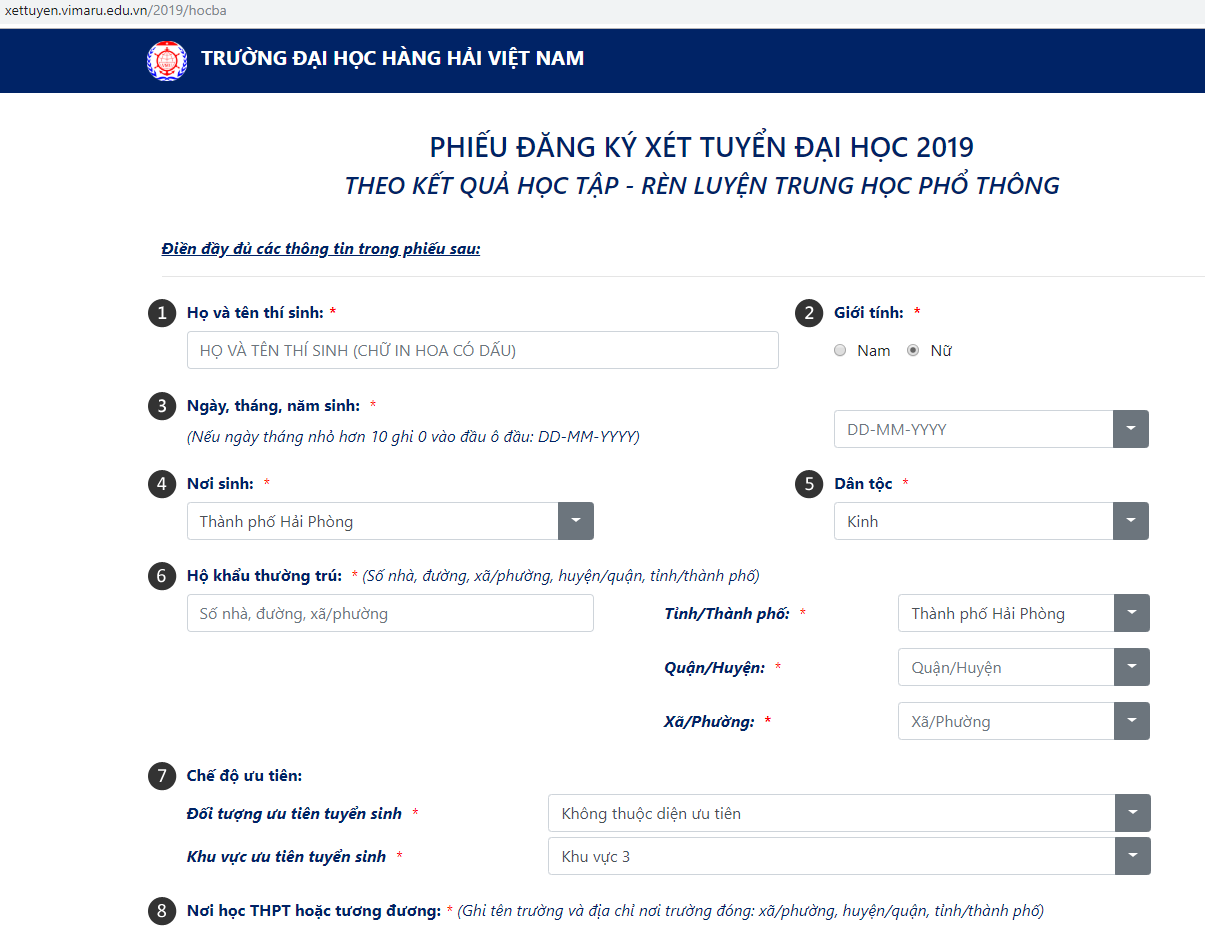 xettuyen.vimaru.edu.vn/2019/hocba
TRƯỜNG ĐẠI HỌC HÀNG HẢI VIỆT NAM
PHIẾU ĐĂNG KÝ XÉT TUYỂN ĐẠI HỌC 2019
THEO KẾT QUẢ HỌC TẬP - RÈN LUYỆN TRUNG HỌC PHỔ THÔNG
Điền đầy đủ các thông tin trong phiếu sau:
1 Họ và tên thí sinh: *
HỌ VÀ TÊN THÍ SINH (CHỮ IN HOA CÓ DẤU)
2 Giới tính: *
Nam Nữ
3 Ngày, tháng, năm sinh: *
(Nếu ngày tháng nhỏ hơn 10 ghi 0 vào đầu ô đầu: DD-MM-YYYY)
DD-MM-YYYY
4 Nơi sinh: *
Thành phố Hải Phòng
5 Dân tộc *
Kinh
6 Hộ khẩu thường trú: * (Số nhà, đường, xã/phường, huyện/quận, tỉnh/thành phố)
Số nhà, đường, xã/phường
Tỉnh/Thành phố: * Thành phố Hải Phòng
Quận/Huyện: * Quận/Huyện
Xã/Phường: * Xã/Phường
7 Chế độ ưu tiên:
Đối tượng ưu tiên tuyển sinh * Không thuộc diện ưu tiên
Khu vực ưu tiên tuyển sinh * Khu vực 3
8 Nơi học THPT hoặc tương đương: * (Ghi tên trường và địa chỉ nơi trường đóng: xã/phường, huyện/quận, tỉnh/thành phố)